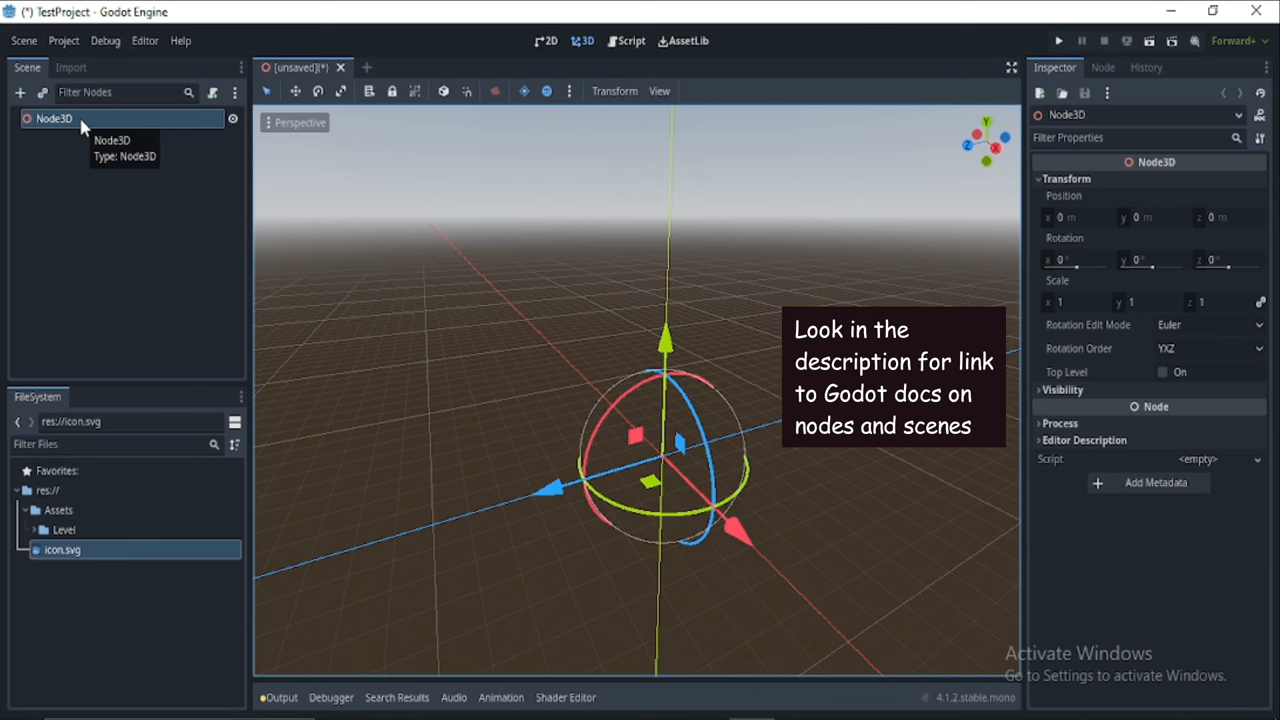 (*) TestProject - Godot Engine
Scene Project Debug Editor Help
2D 3D Script AssetLib
Forward+
Scene Import
Filter Nodes
Node3D
Node3D
Type: Node3D
[unsaved](*)
Transform View
Perspective
Y
Z
X
Look in the
description for link
to Godot docs on
nodes and scenes
FileSystem
res://icon.svg
Filter Files
Favorites:
res://
Assets
Level
icon.svg
Output Debugger Search Results Audio Animation Shader Editor
4.1.2.stable.mono
Inspector Node History
Node3D
Filter Properties
Node3D
Transform
Position
x 0 m y 0 m z 0 m
Rotation
x 0 ° y 0 ° z 0 °
Scale
x 1 y 1 z 1
Rotation Edit Mode Euler
Rotation Order YXZ
Top Level On
Visibility
Node
Process
Editor Description
Script <empty>
Add Metadata
Activate Windows
Go to Settings to activate Windows.